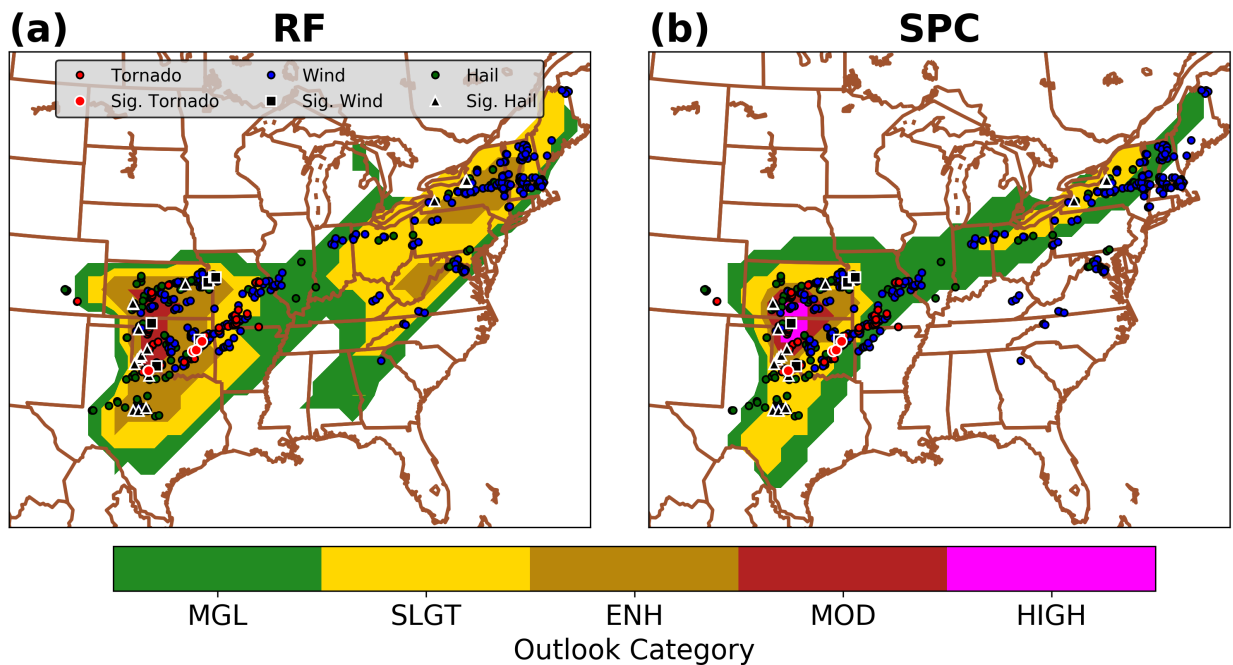 (a) RF
(b) SPC
Tornado Wind Hail
Sig. Tornado Sig. Wind Sig. Hail
MGL SLGT ENH MOD HIGH
Outlook Category